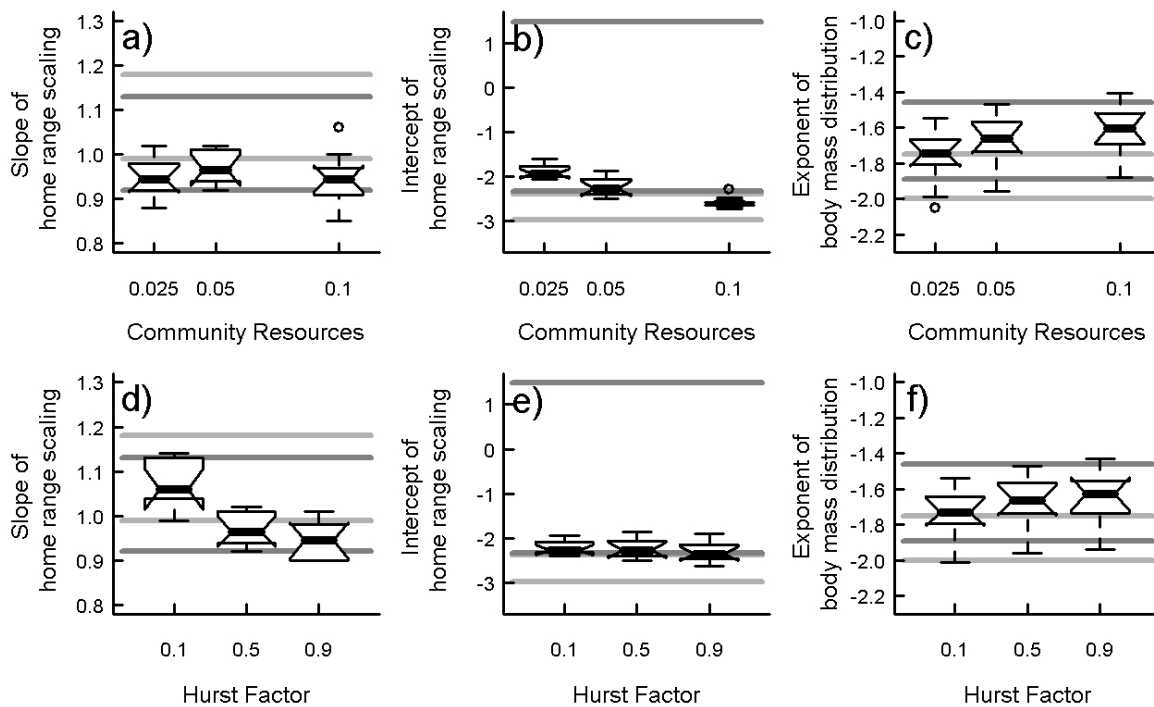 a)
Slope of
home range scaling
1.3
1.2
1.1
1.0
0.9
0.8
0.025 0.05 0.1
Community Resources
b)
Intercept of
home range scaling
1
0
-1
-2
-3
0.025 0.05 0.1
Community Resources
c)
Exponent of
body mass distribution
-1.0
-1.2
-1.4
-1.6
-1.8
-2.0
-2.2
0.025 0.05 0.1
Community Resources
d)
Slope of
home range scaling
1.3
1.2
1.1
1.0
0.9
0.8
0.1 0.5 0.9
Hurst Factor
e)
Intercept of
home range scaling
1
0
-1
-2
-3
0.1 0.5 0.9
Hurst Factor
f)
Exponent of
body mass distribution
-1.0
-1.2
-1.4
-1.6
-1.8
-2.0
-2.2
0.1 0.5 0.9
Hurst Factor